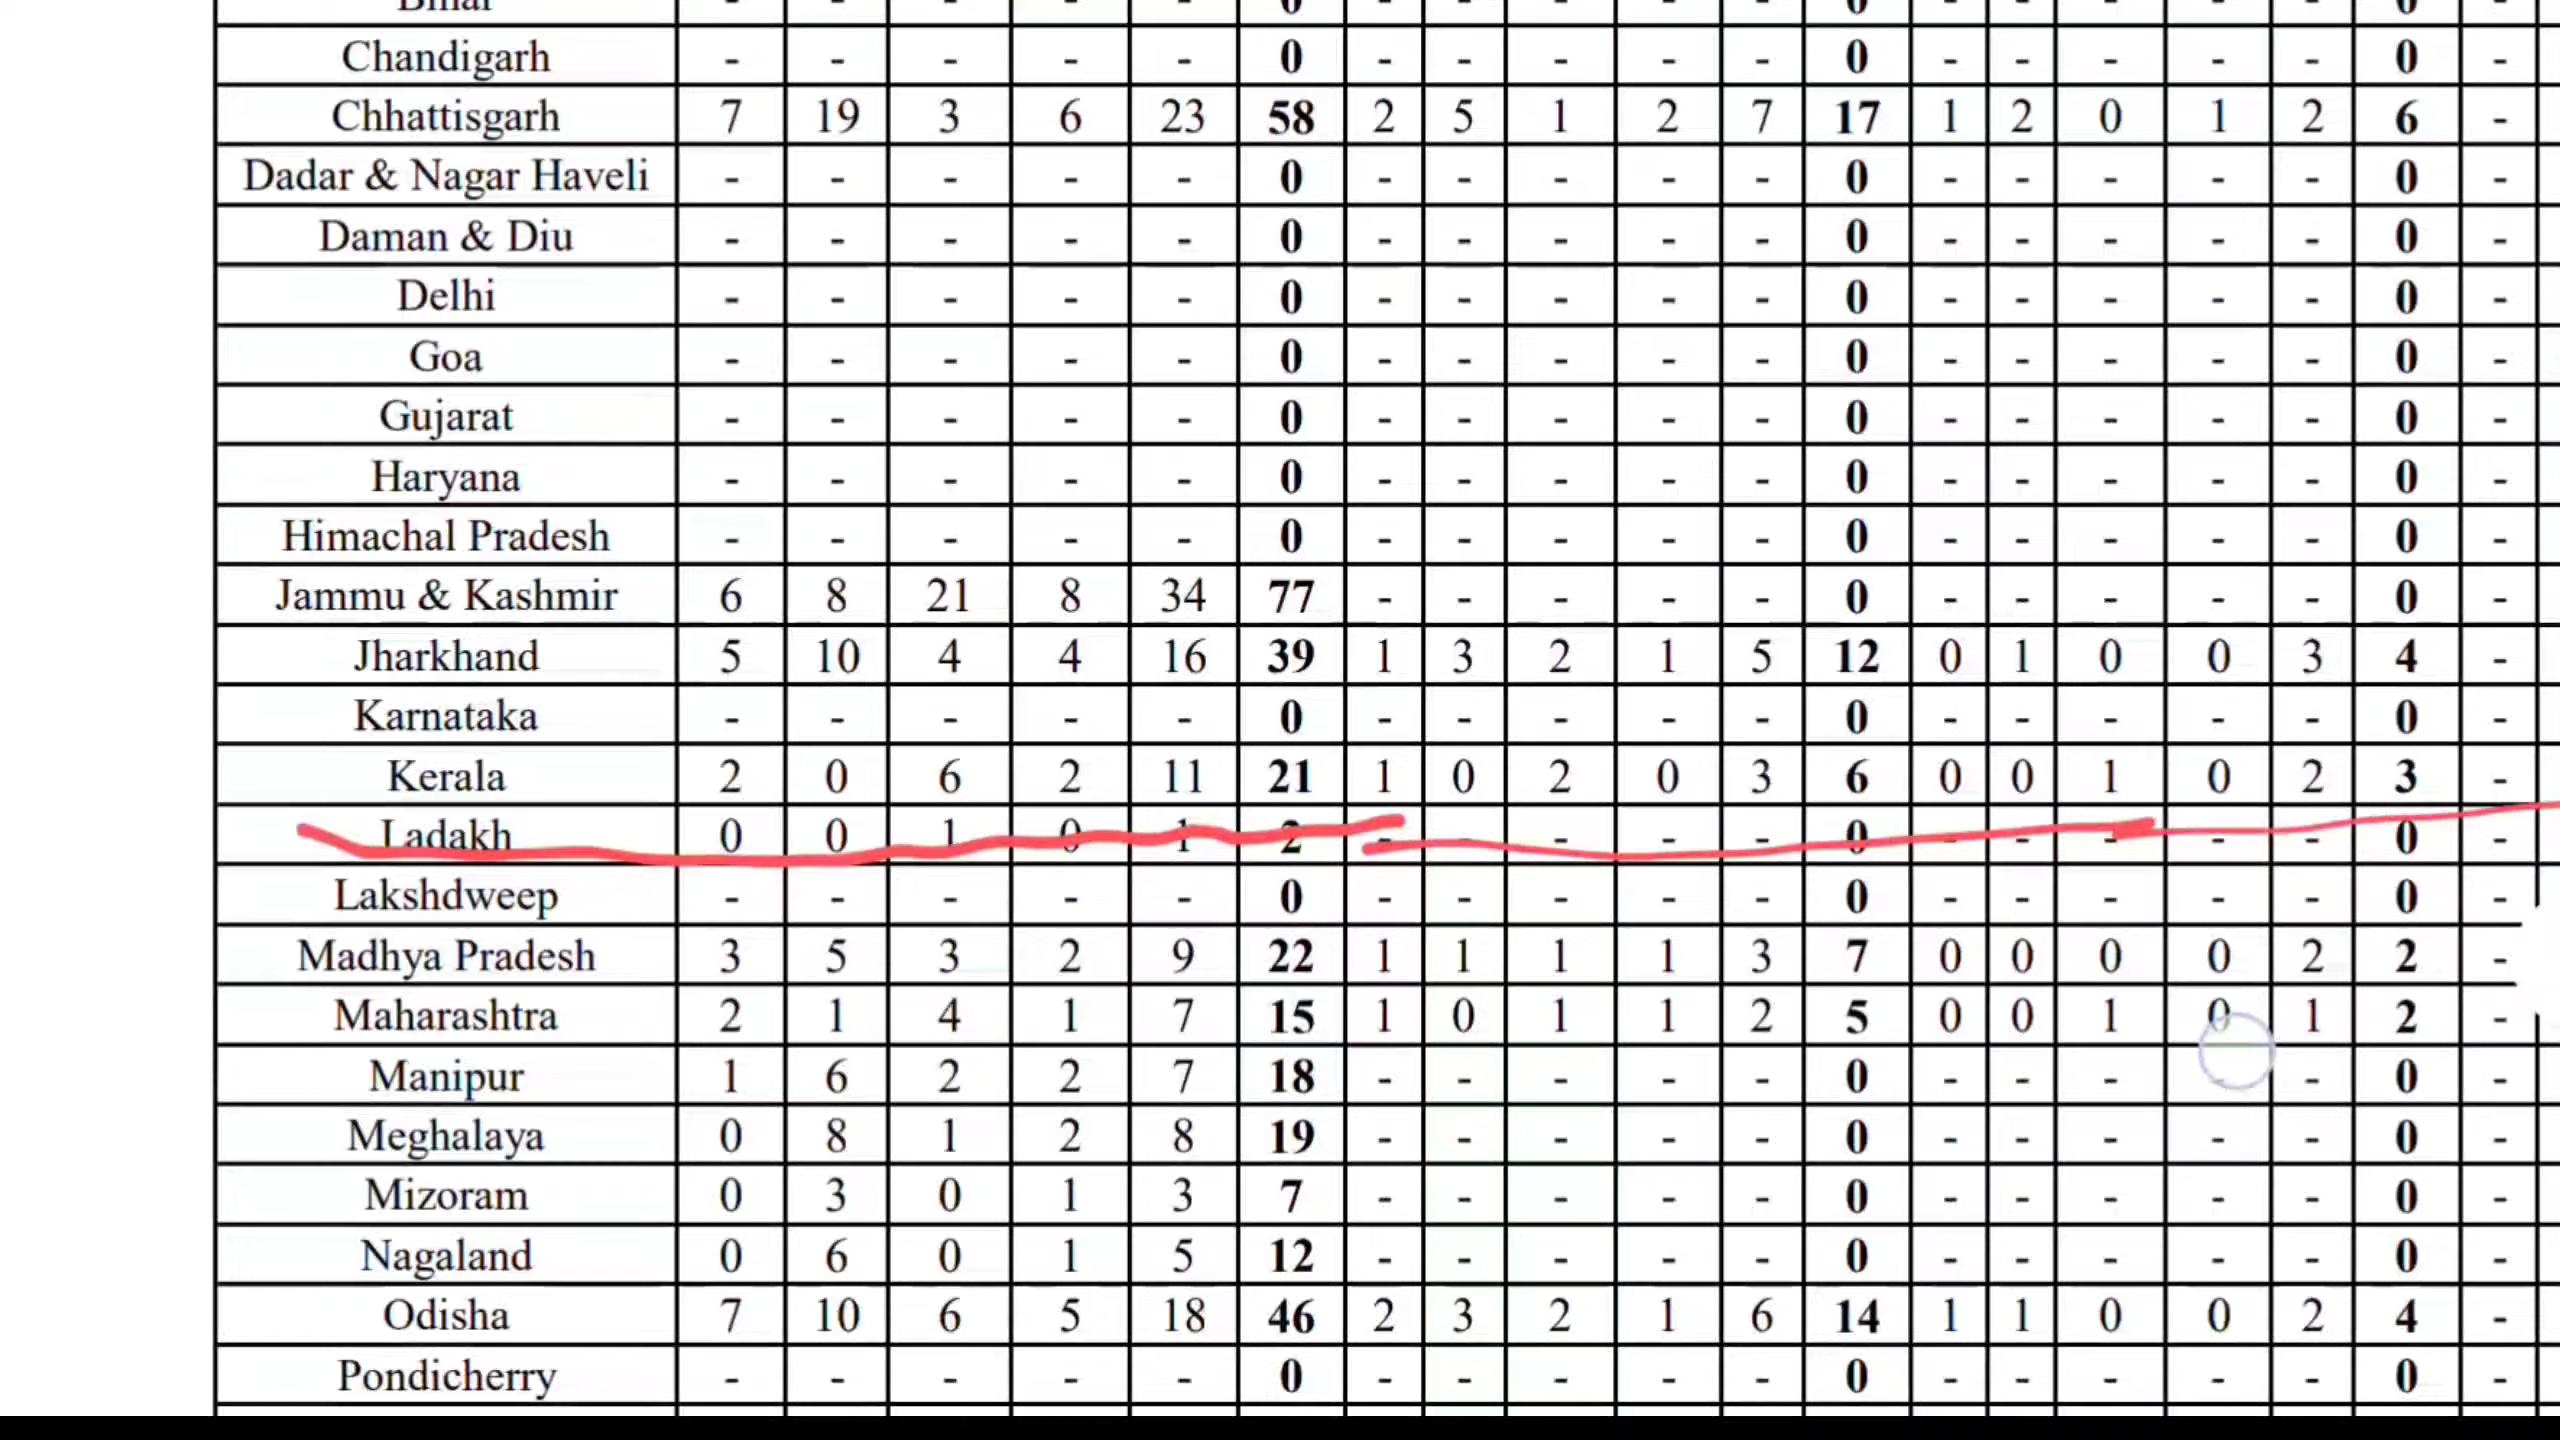 Bihar - - - - - 0 - - - - - 0 - - - - - 0 -
Chandigarh - - - - - 0 - - - - - 0 - - - - - 0 -
Chhattisgarh 7 19 3 6 23 58 2 5 1 2 7 17 1 2 0 1 2 6 -
Dadar & Nagar Haveli - - - - - 0 - - - - - 0 - - - - - 0 -
Daman & Diu - - - - - 0 - - - - - 0 - - - - - 0 -
Delhi - - - - - 0 - - - - - 0 - - - - - 0 -
Goa - - - - - 0 - - - - - 0 - - - - - 0 -
Gujarat - - - - - 0 - - - - - 0 - - - - - 0 -
Haryana - - - - - 0 - - - - - 0 - - - - - 0 -
Himachal Pradesh - - - - - 0 - - - - - 0 - - - - - 0 -
Jammu & Kashmir 6 8 21 8 34 77 - - - - - 0 - - - - - 0 -
Jharkhand 5 10 4 4 16 39 1 3 2 1 5 12 0 1 0 0 3 4 -
Karnataka - - - - - 0 - - - - - 0 - - - - - 0 -
Kerala 2 0 6 2 11 21 1 0 2 0 3 6 0 0 1 0 2 3 -
Ladakh 0 0 1 0 1 2 - - - - - 0 - - - - - 0 -
Lakshdweep - - - - - 0 - - - - - 0 - - - - - 0 -
Madhya Pradesh 3 5 3 2 9 22 1 1 1 1 3 7 0 0 0 0 2 2 -
Maharashtra 2 1 4 1 7 15 1 0 1 1 2 5 0 0 1 0 1 2 -
Manipur 1 6 2 2 7 18 - - - - - 0 - - - - - 0 -
Meghalaya 0 8 1 2 8 19 - - - - - 0 - - - - - 0 -
Mizoram 0 3 0 1 3 7 - - - - - 0 - - - - - 0 -
Nagaland 0 6 0 1 5 12 - - - - - 0 - - - - - 0 -
Odisha 7 10 6 5 18 46 2 3 2 1 6 14 1 1 0 0 2 4 -
Pondicherry - - - - - 0 - - - - - 0 - - - - - 0 -